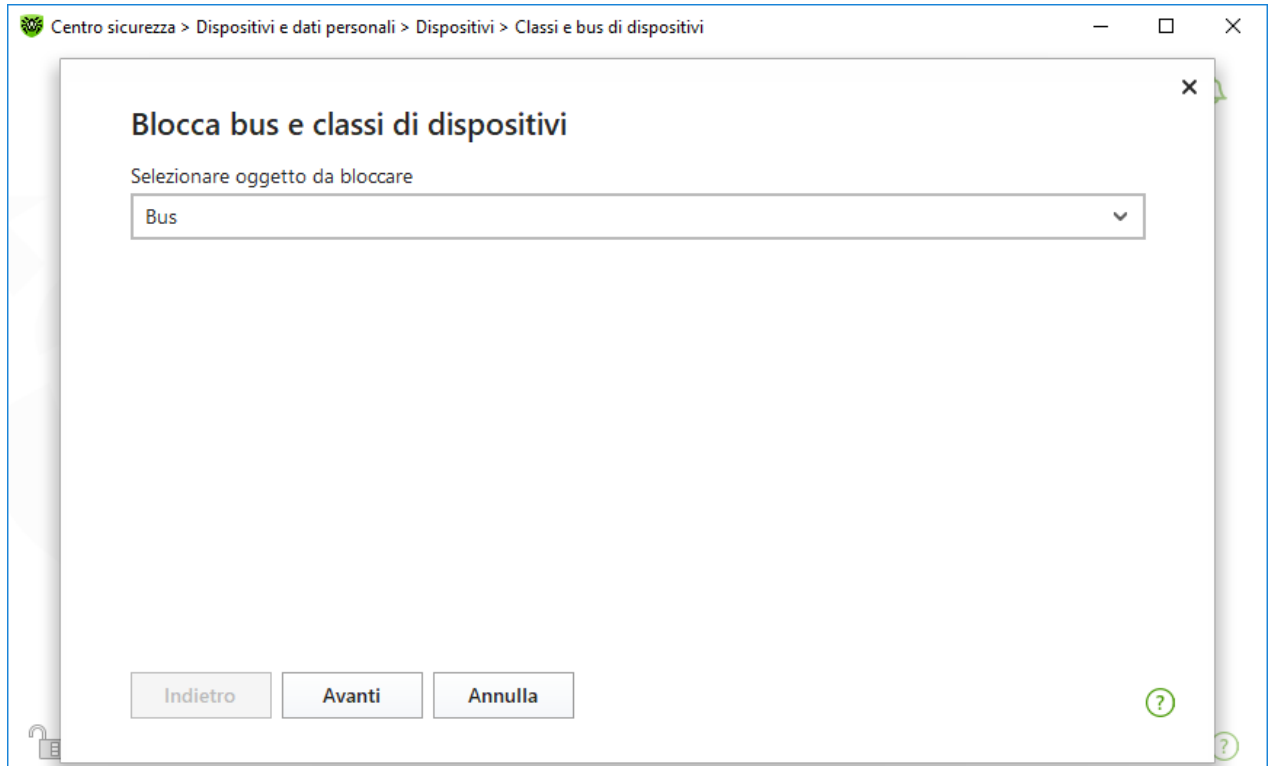 Centro sicurezza > Dispositivi e dati personali > Dispositivi > Classi e bus di dispositivi
Blocca bus e classi di dispositivi
Selezionare oggetto da bloccare
Bus
Indietro Avanti Annulla ?
?